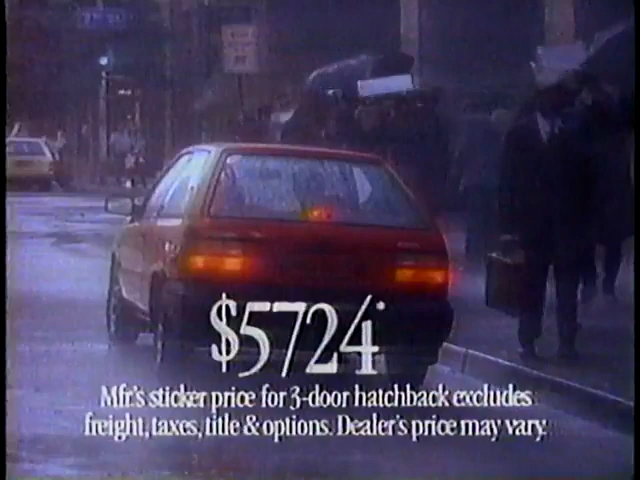 $5724*
Mfr.'s sticker price for 3-door hatchback excludes
freight, taxes, title & options. Dealer's price may vary.